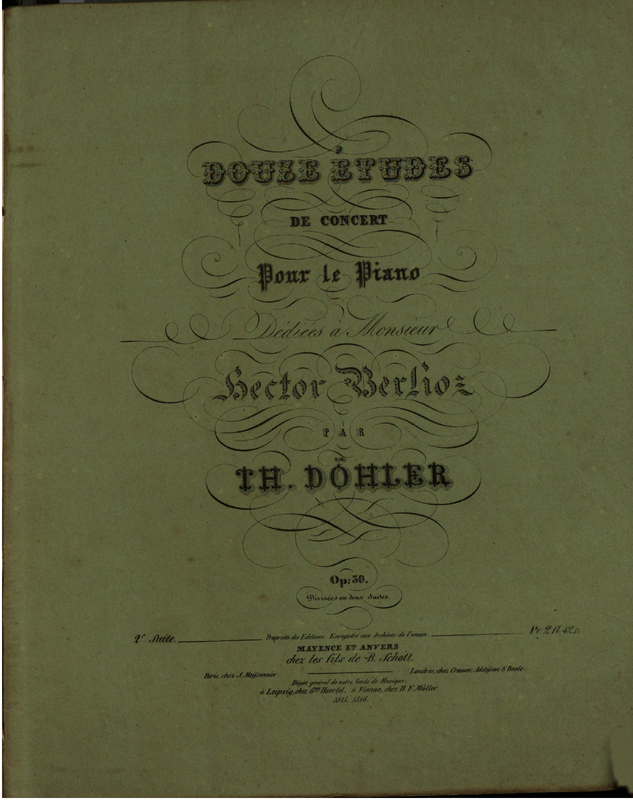 DOUZE ÉTUDES
DE CONCERT
Pour le Piano
Dédiées à Monsieur
Hector Berlioz
PAR
TH. DÖHLER
Op: 30.
Divisées en deux Suites.
2e Suite. Propriété des Editeurs. Enregistré aux Archives de l'union. Pr. 2 fl. 42
MAYENCE ET ANVERS
chez les fils de B. Schott.
Paris, chez A. Meissonnier Londres, chez Cramer, Addison & Beale.
Dépôt général de notre fonds de Musique.
à Leipzig, chez Härtel. à Vienne, chez H. F. Müller.
5515. 5516.